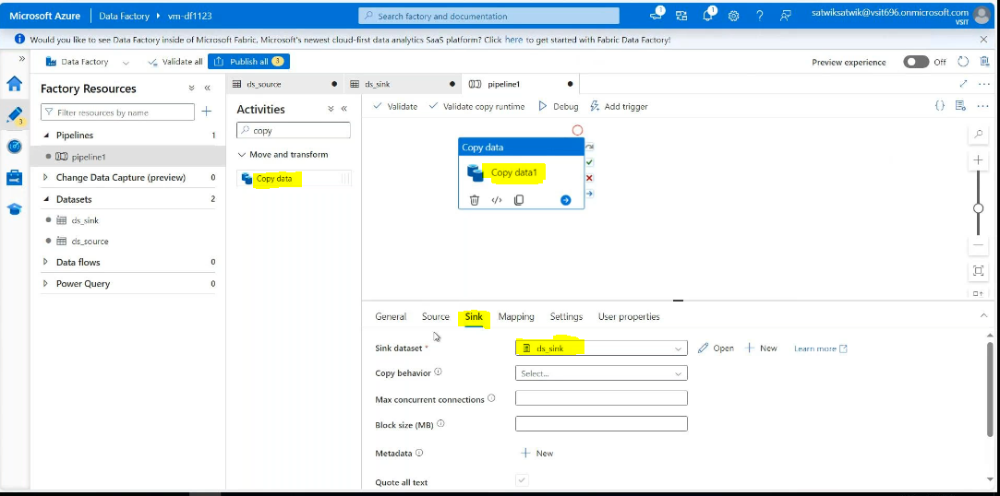 Microsoft Azure Data Factory vm-df1123 Search factory and documentation 1 1 satwiksatwik@vsit696.onmicrosoft.com
VSIT
Would you like to see Data Factory inside of Microsoft Fabric, Microsoft's newest cloud-first data analytics SaaS platform? Click here to get started with Fabric Data Factory!
Data Factory Validate all Publish all 3 Preview experience Off
Factory Resources
Filter resources by name
Pipelines 1
pipeline1
Change Data Capture (preview) 0
Datasets 2
ds_sink
ds_source
Data flows 0
Power Query 0
3
ds_source ds_sink pipeline1
Activities
copy
Move and transform
Copy data
Validate Validate copy runtime Debug Add trigger
Copy data
Copy data1
General Source Sink Mapping Settings User properties
Sink dataset * ds_sink Open New Learn more
Copy behavior Select...
Max concurrent connections
Block size (MB)
Metadata New
Quote all text